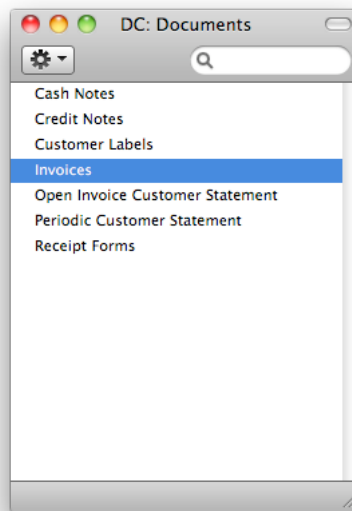 DC: Documents
Cash Notes
Credit Notes
Customer Labels
Invoices
Open Invoice Customer Statement
Periodic Customer Statement
Receipt Forms